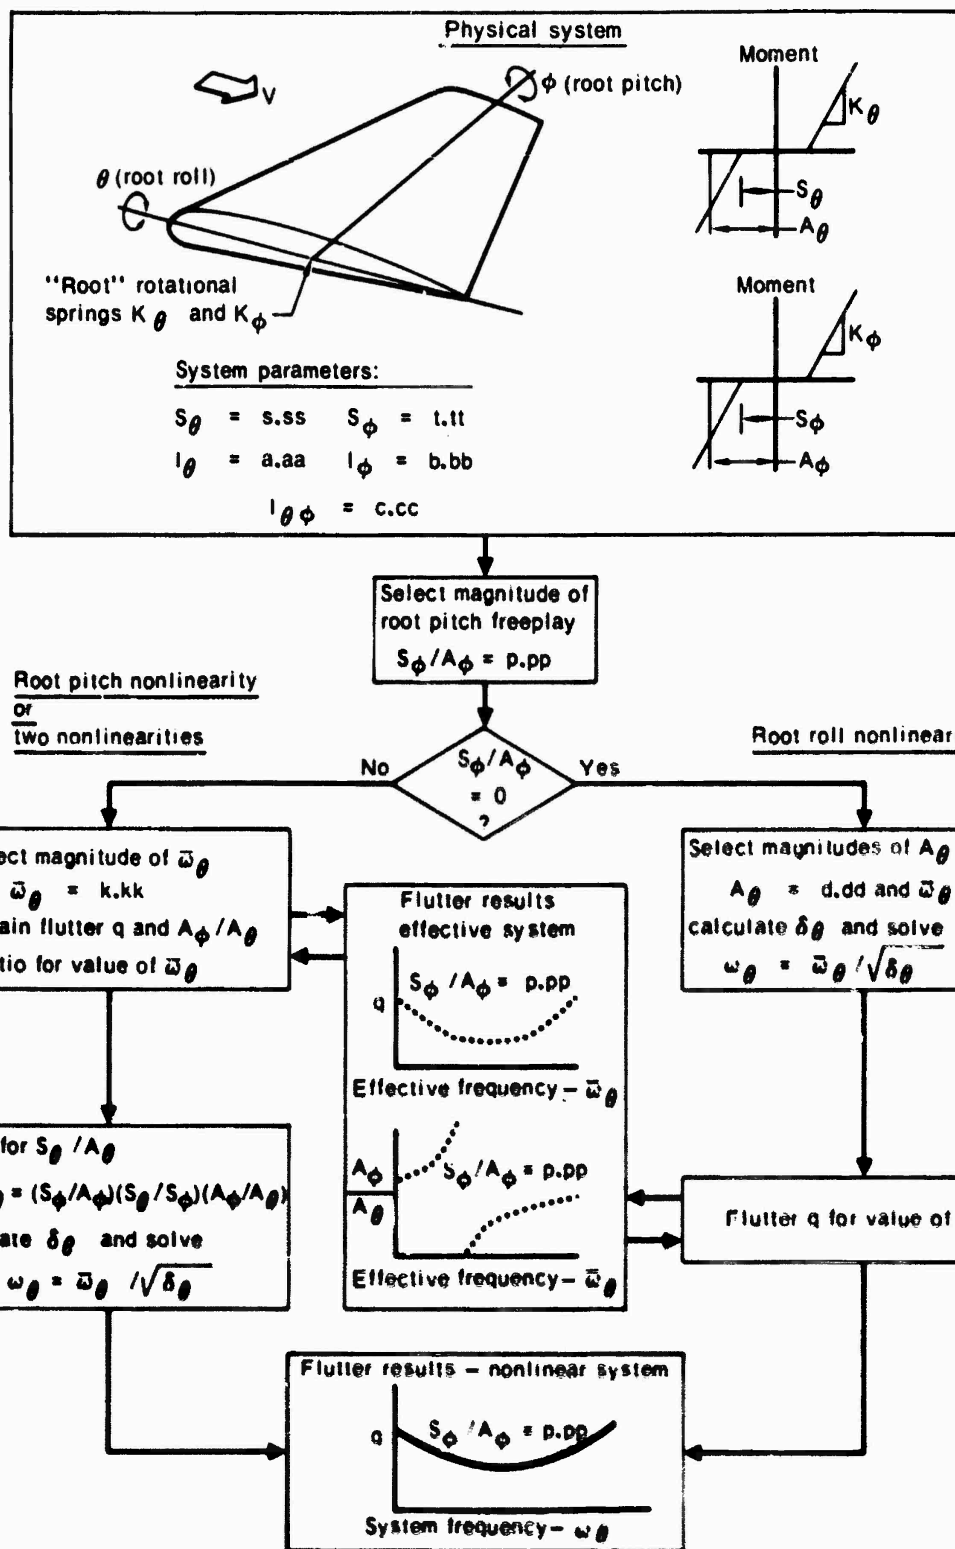 Physical system
V
ϕ (root pitch)
θ (root roll)
"Root" rotational
springs K θ and K ϕ
Moment
K θ
S θ
A θ
Moment
K ϕ
S ϕ
A ϕ
System parameters:
S θ = s.ss S ϕ = t.tt
I θ = a.aa I ϕ = b.bb
I θ ϕ = c.cc
Select magnitude of
root pitch freeplay
S ϕ /A ϕ = p.pp
Root pitch nonlinearity
or
two nonlinearities
Root roll nonlinear
No
S ϕ /A ϕ
= 0
?
Yes
ect magnitude of ω̅ θ
ω̅ θ = k.kk
ain flutter q and A ϕ /A θ
tio for value of ω̅ θ
Flutter results
effective system
S ϕ /A ϕ = p.pp
q
Effective frequency – ω̅ θ
Select magnitudes of A θ
A θ = d.dd and ω̅ θ
calculate δ θ and solve
ω θ = ω̅ θ /√δ θ
for S θ /A θ
θ = (S ϕ /A ϕ)(S θ /S ϕ)(A ϕ /A θ)
ate δ θ and solve
ω θ = ω̅ θ /√δ θ
A ϕ
A θ
S ϕ /A ϕ = p.pp
Effective frequency – ω̅ θ
Flutter q for value of
Flutter results – nonlinear system
q
S ϕ /A ϕ = p.pp
System frequency – ω θ